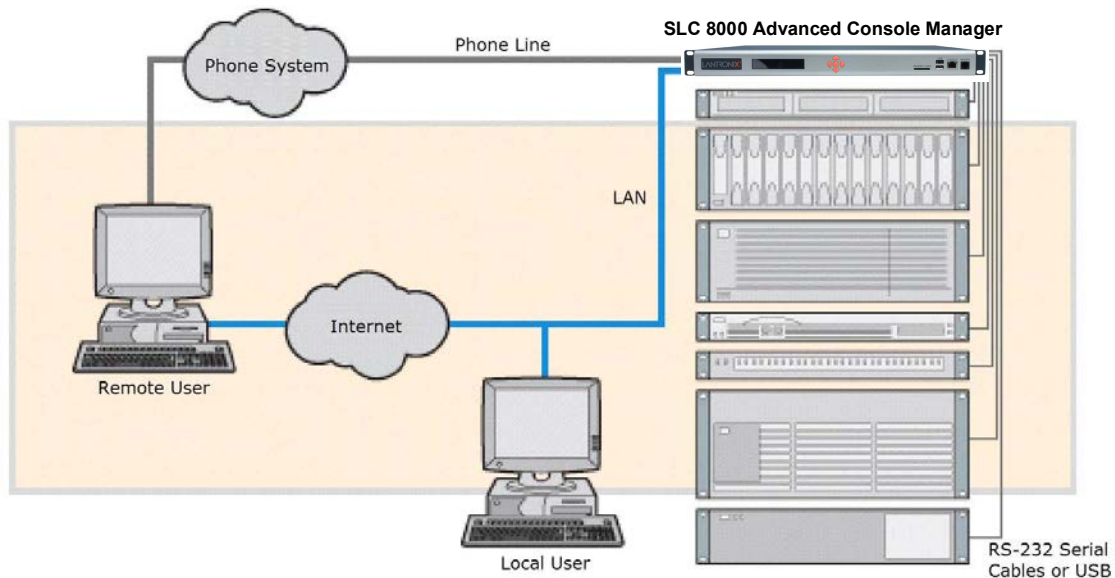 SLC 8000 Advanced Console Manager
Phone Line
Phone System
LANTRONIX
LAN
Internet
Remote User
Local User
RS-232 Serial
Cables or USB